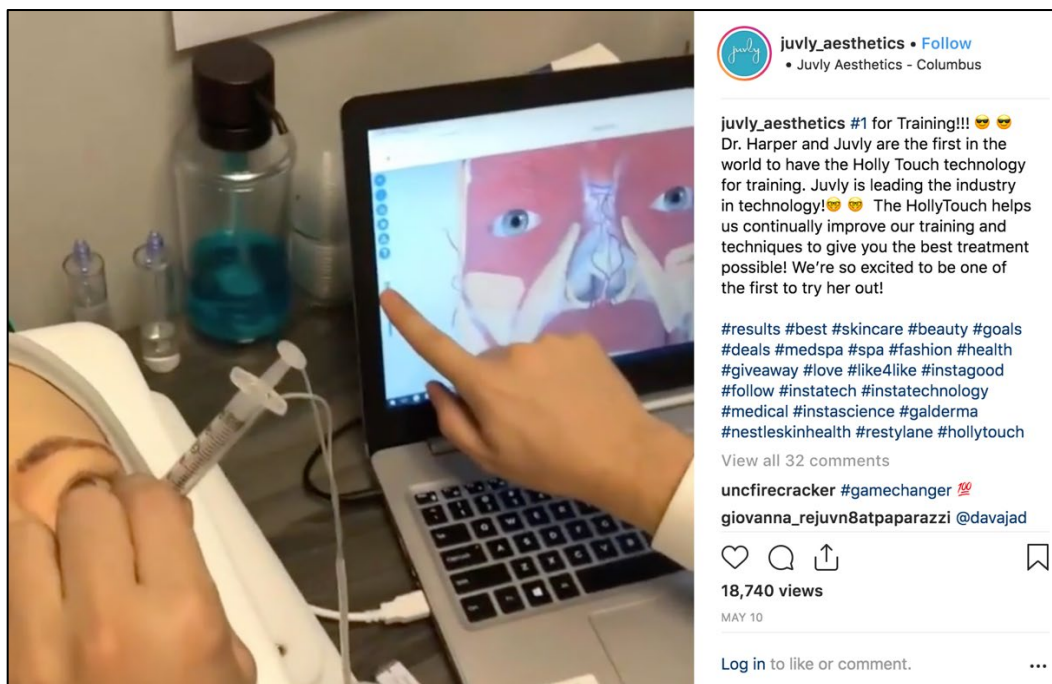 juvly
juvly_aesthetics • Follow
• Juvly Aesthetics - Columbus
juvly_aesthetics #1 for Training!!! 😎 😎
Dr. Harper and Juvly are the first in the
world to have the Holly Touch technology
for training. Juvly is leading the industry
in technology!🤓 🤓 The HollyTouch helps
us continually improve our training and
techniques to give you the best treatment
possible! We’re so excited to be one of
the first to try her out!
#results #best #skincare #beauty #goals
#deals #medspa #spa #fashion #health
#giveaway #love #like4like #instagood
#follow #instatech #instatechnology
#medical #instascience #galderma
#nestleskinhealth #restylane #hollytouch
View all 32 comments
uncfirecracker #gamechanger 💯
giovanna_rejuvn8atpaparazzi @davajad
18,740 views
MAY 10
Log in to like or comment.